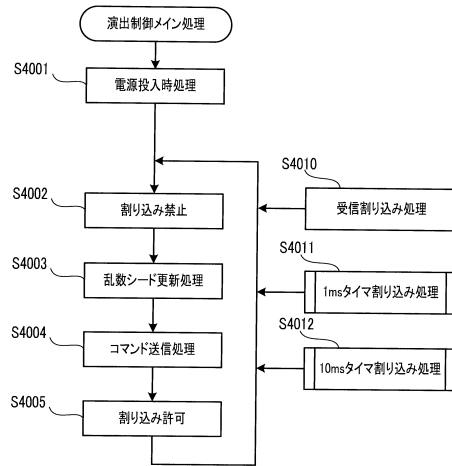 演出制御メイン処理
S4001
電源投入時処理
S4002
割り込み禁止
S4003
乱数シード更新処理
S4004
コマンド送信処理
S4005
割り込み許可
S4010
受信割り込み処理
S4011
1msタイマ割り込み処理
S4012
10msタイマ割り込み処理